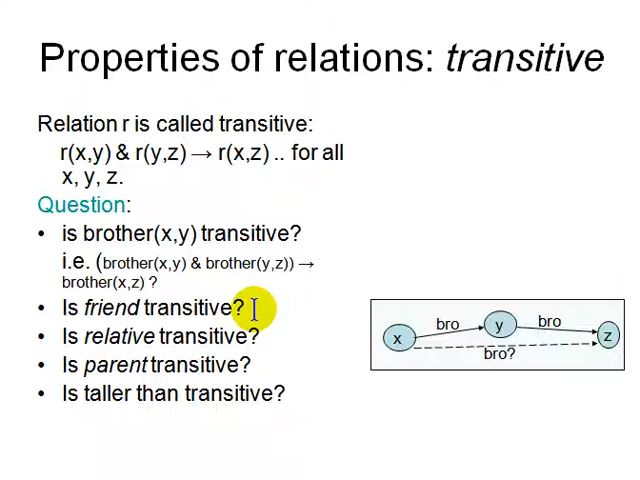 Properties of relations: transitive
Relation r is called transitive:
r(x,y) & r(y,z) → r(x,z) .. for all
x, y, z.
Question:
• is brother(x,y) transitive?
i.e. (brother(x,y) & brother(y,z)) →
brother(x,z) ?
• Is friend transitive?
• Is relative transitive?
• Is parent transitive?
• Is taller than transitive?
bro bro
x y z
bro?